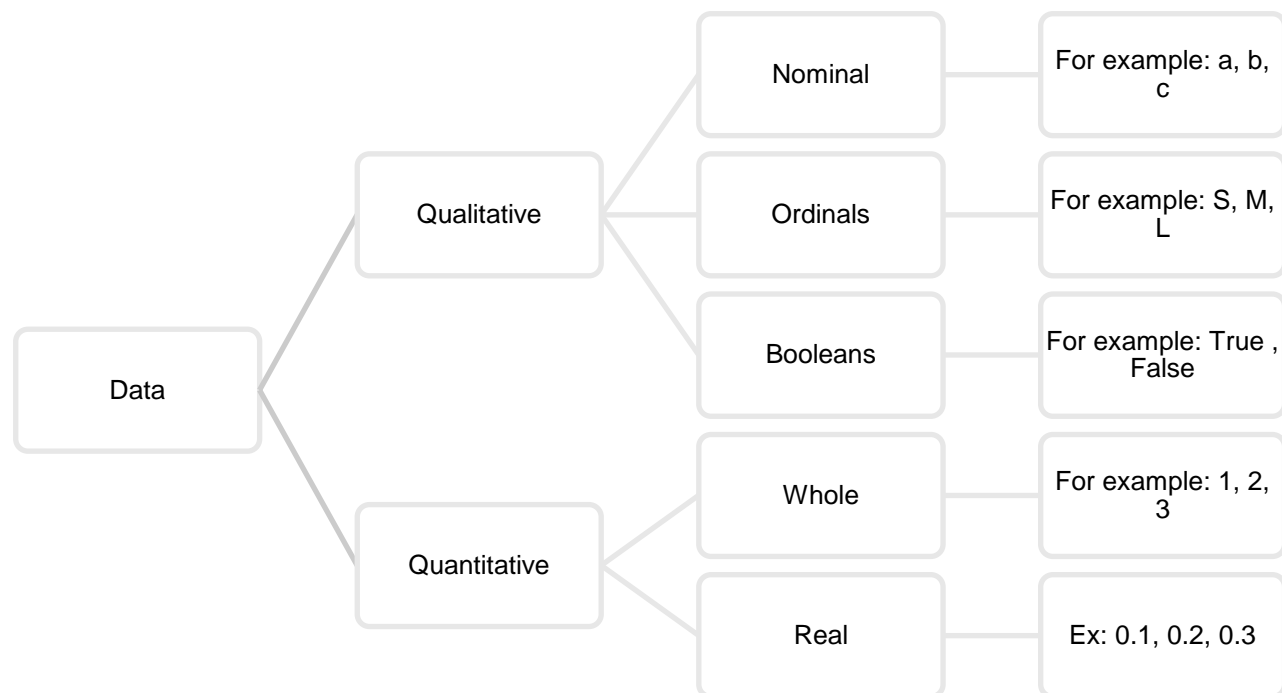 Nominal
For example: a, b,
c
Qualitative
Ordinals
For example: S, M,
L
Booleans
For example: True ,
False
Data
Quantitative
Whole
For example: 1, 2,
3
Real
Ex: 0.1, 0.2, 0.3